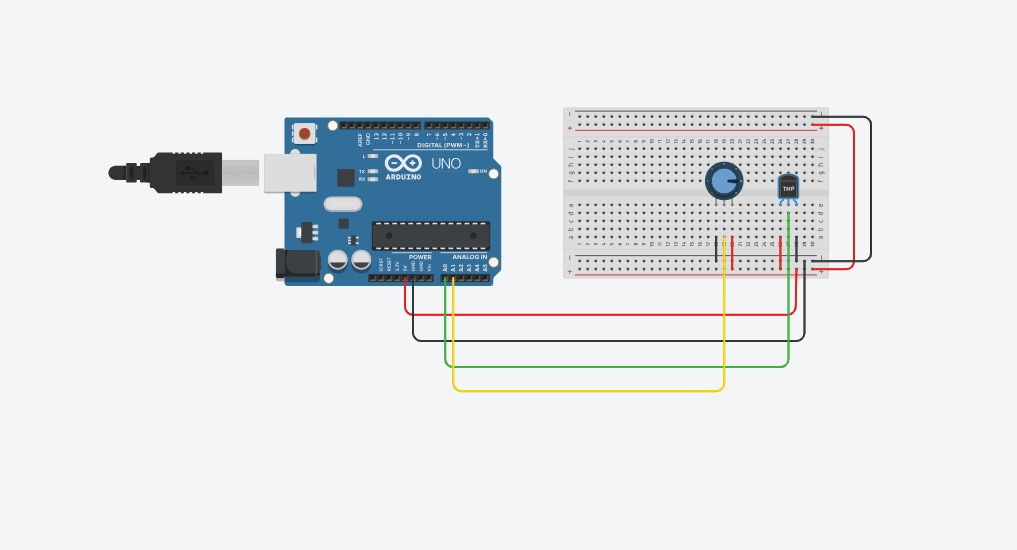 AREF
GND
13
12
~11
~10
~9
8
7
~6
~5
4
~3
2
TX→1
RX←0
DIGITAL (PWM~)
L
TX
RX
UNO
ARDUINO
ON
POWER
ANALOG IN
IOREF
RESET
3.3V
5V
GND
GND
Vin
A0
A1
A2
A3
A4
A5
TMP
a b c d e
f g h i j